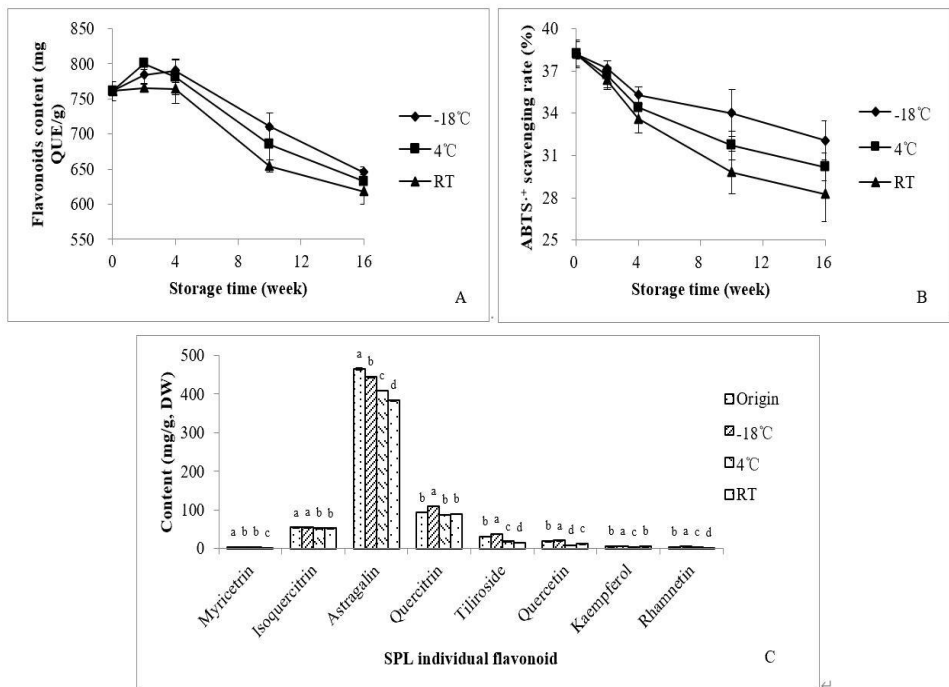 850
800
750
700
650
600
550
0
4
8
12
16
Flavonoids content (mg
QUE/g)
Storage time (week)
-18℃
4℃
RT
A
40
37
34
31
28
25
0
4
8
12
16
ABTS·⁺ scavenging rate (%)
Storage time (week)
-18℃
4℃
RT
B
500
400
300
200
100
0
Content (mg/g, DW)
a b b c
a a b b
a b c d
b a b b
b a c d
b a d c
b a c b
b a c d
Myricetrin
Isoquercitrin
Astragalin
Quercitrin
Tiliroside
Quercetin
Kaempferol
Rhamnetin
SPL individual flavonoid
Origin
-18℃
4℃
RT
C